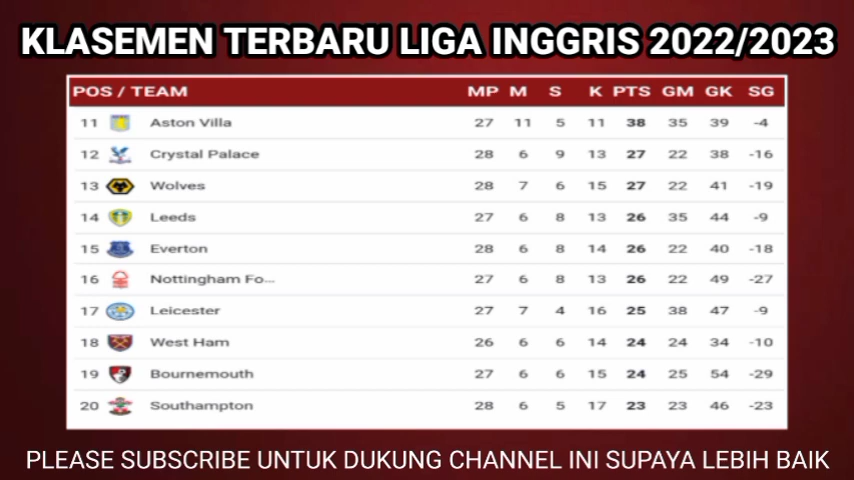 KLASEMEN TERBARU LIGA INGGRIS 2022/2023
POS / TEAM MP M S K PTS GM GK SG
11 Aston Villa 27 11 5 11 38 35 39 -4
12 Crystal Palace 28 6 9 13 27 22 38 -16
13 Wolves 28 7 6 15 27 22 41 -19
14 Leeds 27 6 8 13 26 35 44 -9
15 Everton 28 6 8 14 26 22 40 -18
16 Nottingham Fo... 27 6 8 13 26 22 49 -27
17 Leicester 27 7 4 16 25 38 47 -9
18 West Ham 26 6 6 14 24 24 34 -10
19 Bournemouth 27 6 6 15 24 25 54 -29
20 Southampton 28 6 5 17 23 23 46 -23
PLEASE SUBSCRIBE UNTUK DUKUNG CHANNEL INI SUPAYA LEBIH BAIK